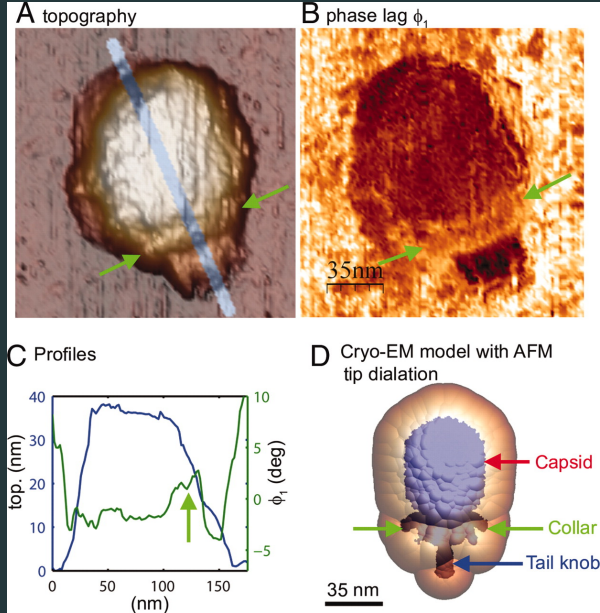 A topography
B phase lag ϕ1
35nm
C Profiles
40
30
20
10
0
top. (nm)
10
5
0
−5
ϕ1 (deg)
0 50 100 150
(nm)
D Cryo-EM model with AFM
tip dialation
Capsid
Collar
Tail knob
35 nm